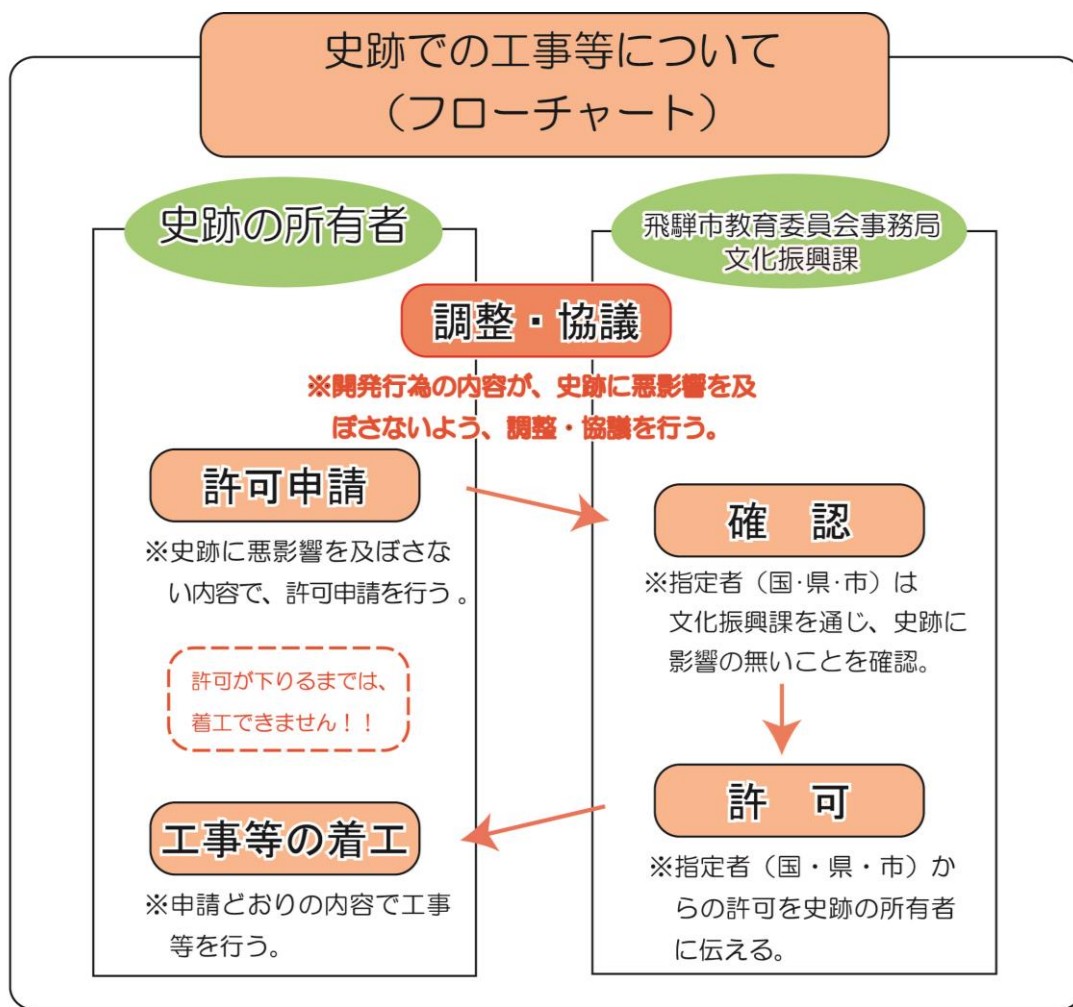 史跡での工事等について
(フローチャート)
史跡の所有者
飛騨市教育委員会事務局
文化振興課
調整・協議
※開発行為の内容が、史跡に悪影響を及
ぼさないよう、調整・協議を行う。
許可申請
※史跡に悪影響を及ぼさな
い内容で、許可申請を行う。
確　認
※指定者（国･県･市）は
文化振興課を通じ、史跡に
影響の無いことを確認。
許可が下りるまでは、
着工できません！！
許　可
※指定者（国・県・市）か
らの許可を史跡の所有者
に伝える。
工事等の着工
※申請どおりの内容で工事
等を行う。